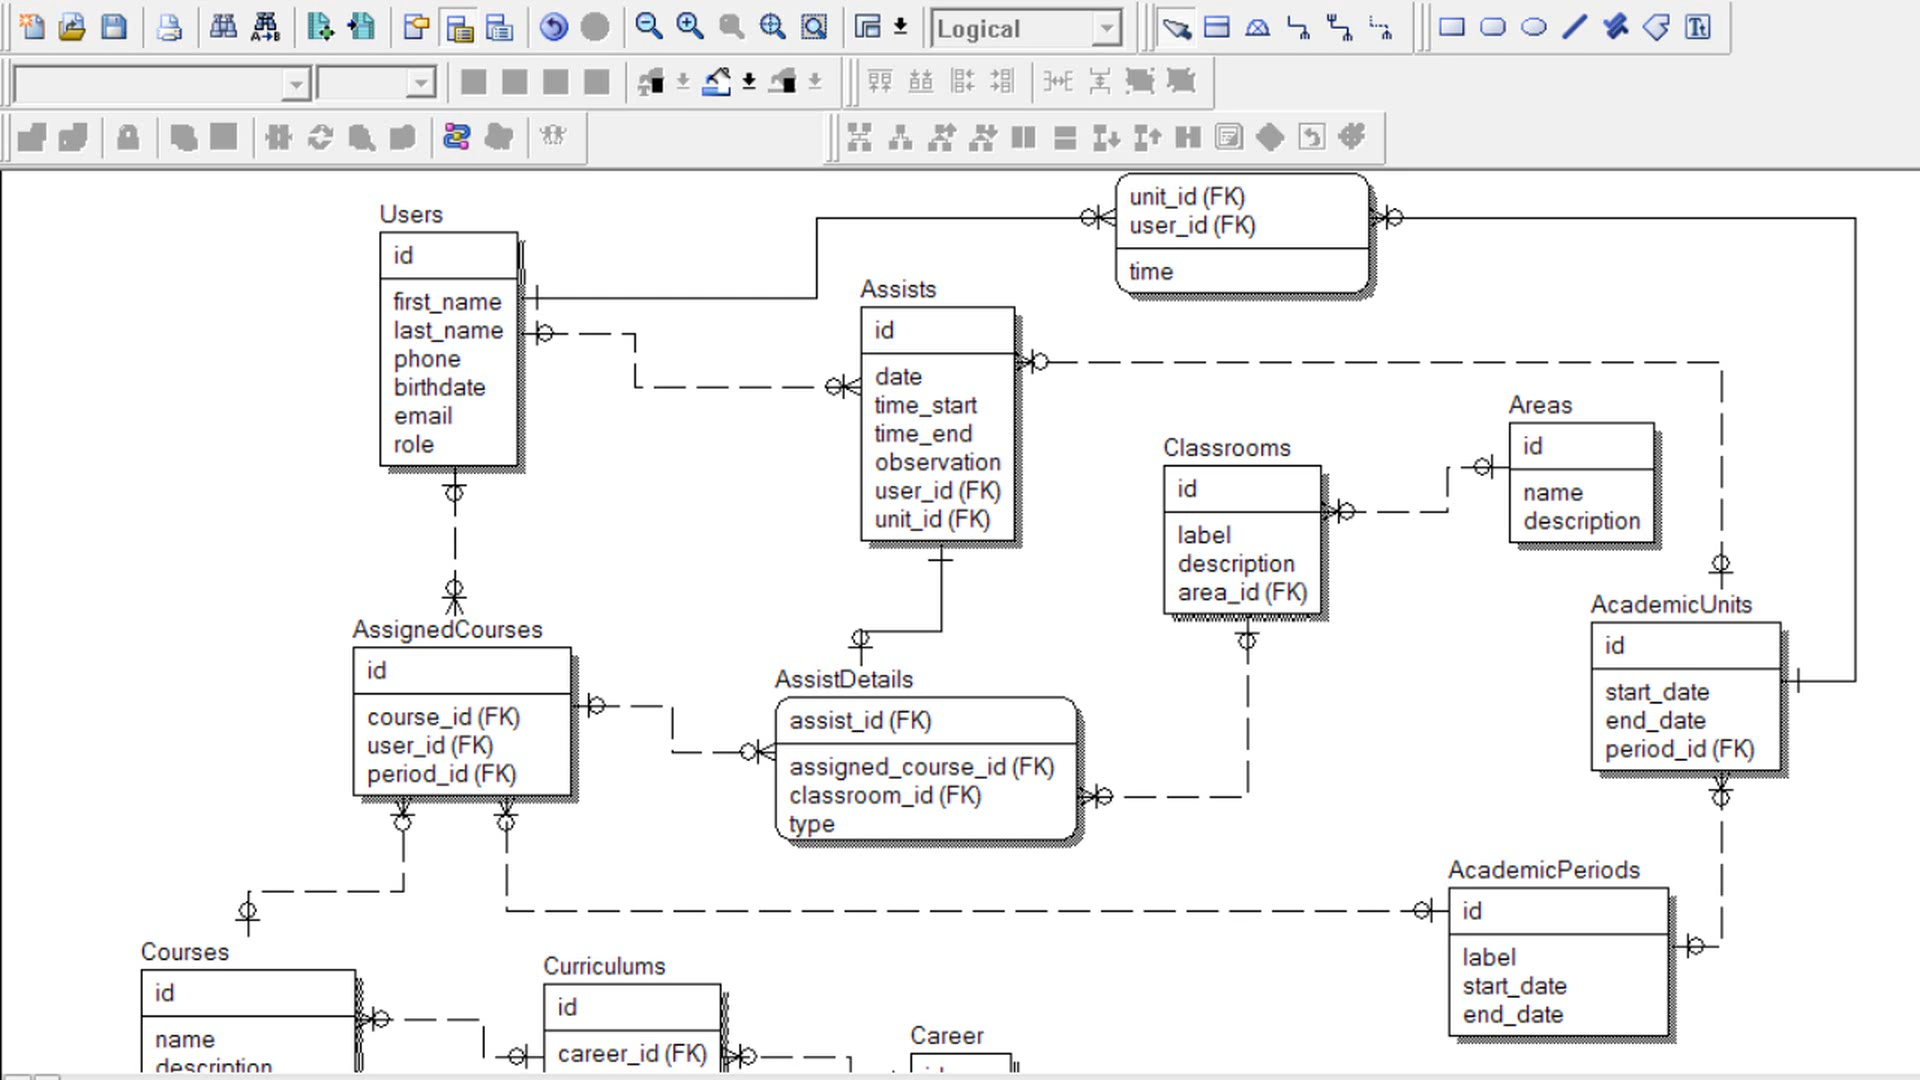 Logical
unit_id (FK)
user_id (FK)
time
Users
id
first_name
last_name
phone
birthdate
email
role
Assists
id
date
time_start
time_end
observation
user_id (FK)
unit_id (FK)
Classrooms
id
label
description
area_id (FK)
Areas
id
name
description
AcademicUnits
id
start_date
end_date
period_id (FK)
AssignedCourses
id
course_id (FK)
user_id (FK)
period_id (FK)
AssistDetails
assist_id (FK)
assigned_course_id (FK)
classroom_id (FK)
type
AcademicPeriods
id
label
start_date
end_date
Courses
id
name
description
Curriculums
id
career_id (FK)
Career